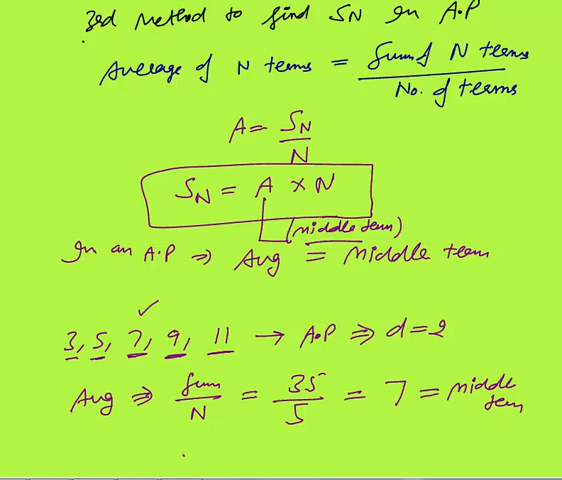 3rd Method to find SN in A.P
Average of N terms = Sum of N terms / No. of terms
A = SN / N
SN = A × N
(middle term)
In an A.P ⇒ Avg = Middle term
3, 5, 7, 9, 11 → A.P ⇒ d = 2
Avg ⇒ Sum / N = 35 / 5 = 7 = Middle term